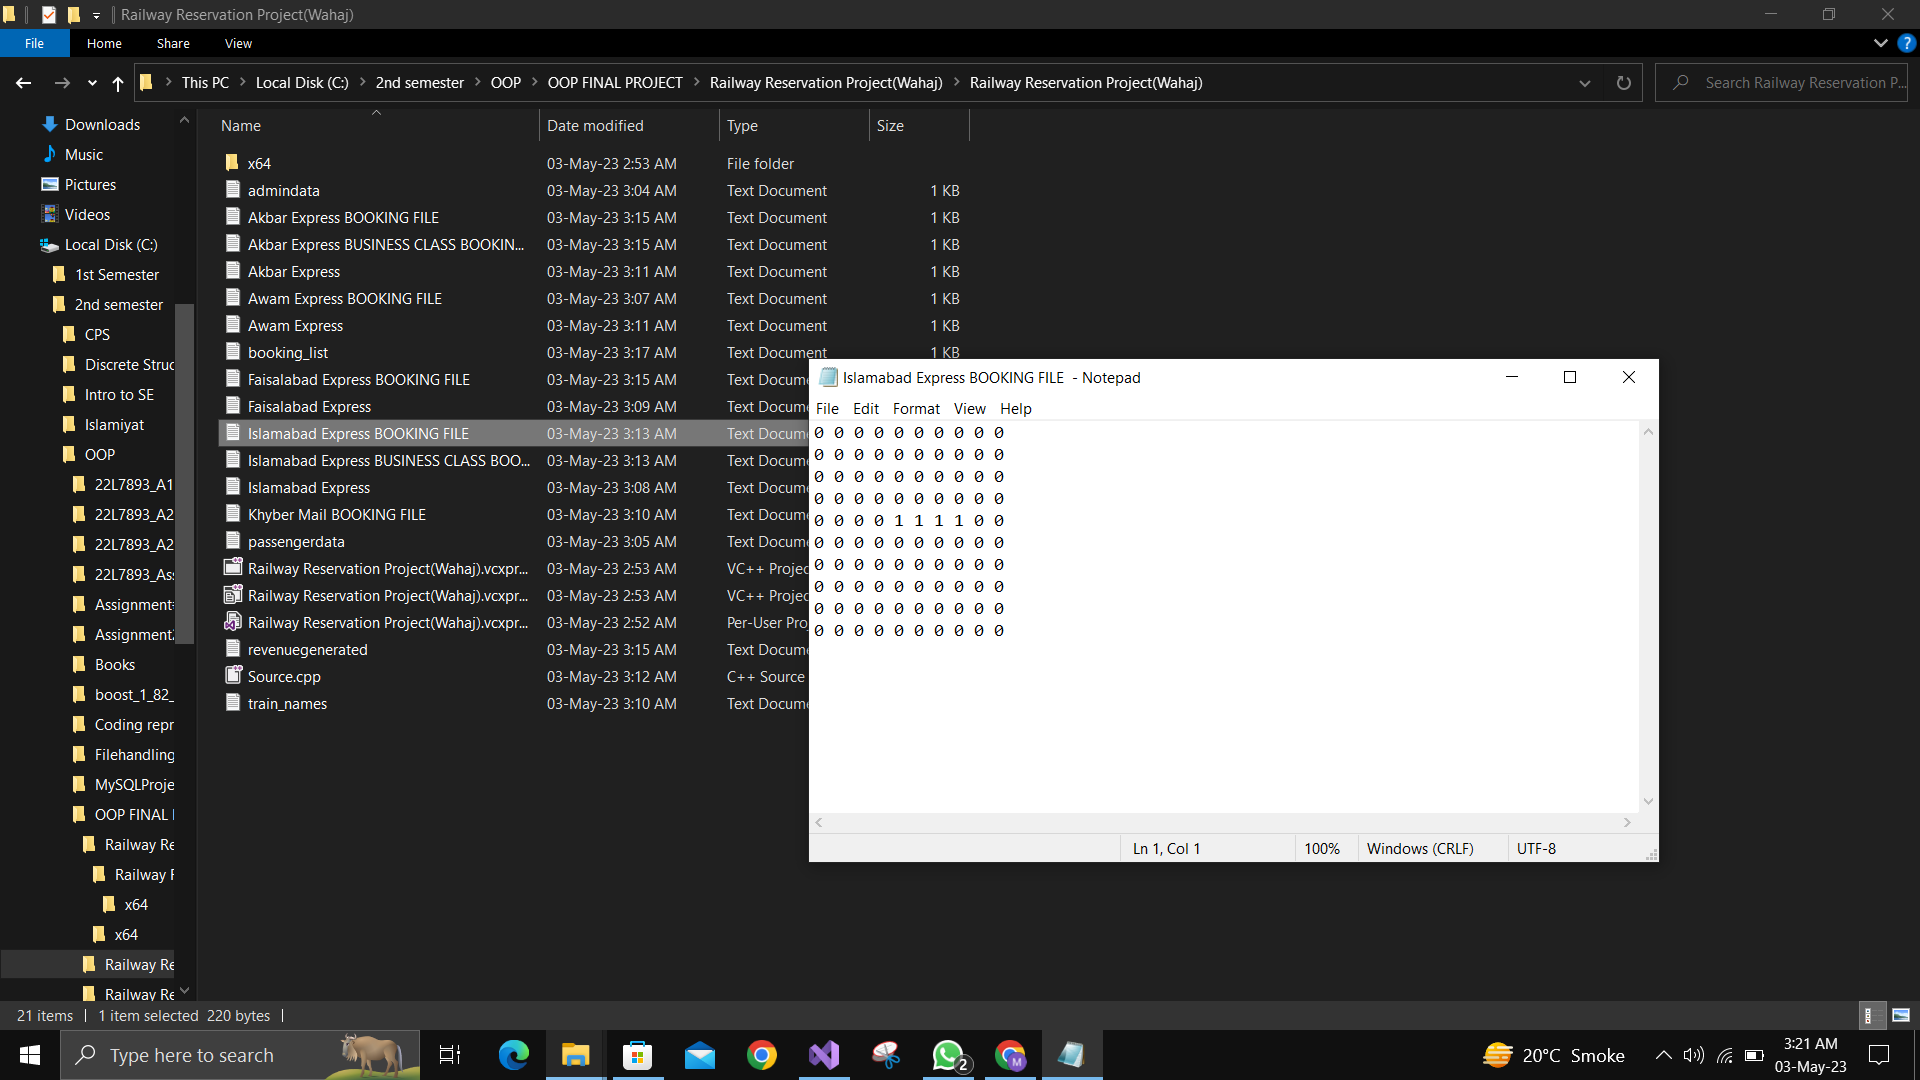 Railway Reservation Project(Wahaj)
File Home Share View
This PC Local Disk (C:) 2nd semester OOP OOP FINAL PROJECT Railway Reservation Project(Wahaj) Railway Reservation Project(Wahaj)
Search Railway Reservation P...
Downloads
Music
Pictures
Videos
Local Disk (C:)
1st Semester
2nd semester
CPS
Discrete Struc
Intro to SE
Islamiyat
OOP
22L7893_A1
22L7893_A2
22L7893_A2
22L7893_Ass
Assignment
Assignment2
Books
boost_1_82_
Coding repr
Filehandling
MySQLProje
OOP FINAL
Railway Re
Railway
x64
x64
Railway Re
Railway Re
Name Date modified Type Size
x64 03-May-23 2:53 AM File folder
admindata 03-May-23 3:04 AM Text Document 1 KB
Akbar Express BOOKING FILE 03-May-23 3:15 AM Text Document 1 KB
Akbar Express BUSINESS CLASS BOOKIN... 03-May-23 3:15 AM Text Document 1 KB
Akbar Express 03-May-23 3:11 AM Text Document 1 KB
Awam Express BOOKING FILE 03-May-23 3:07 AM Text Document 1 KB
Awam Express 03-May-23 3:11 AM Text Document 1 KB
booking_list 03-May-23 3:17 AM Text Document 1 KB
Faisalabad Express BOOKING FILE 03-May-23 3:15 AM Text Docum
Faisalabad Express 03-May-23 3:09 AM Text Docum
Islamabad Express BOOKING FILE 03-May-23 3:13 AM Text Docum
Islamabad Express BUSINESS CLASS BOO... 03-May-23 3:13 AM Text Docum
Islamabad Express 03-May-23 3:08 AM Text Docum
Khyber Mail BOOKING FILE 03-May-23 3:10 AM Text Docum
passengerdata 03-May-23 3:05 AM Text Docum
Railway Reservation Project(Wahaj).vcxpr... 03-May-23 2:53 AM VC++ Projec
Railway Reservation Project(Wahaj).vcxpr... 03-May-23 2:53 AM VC++ Projec
Railway Reservation Project(Wahaj).vcxpr... 03-May-23 2:52 AM Per-User Pro
revenuegenerated 03-May-23 3:15 AM Text Docum
Source.cpp 03-May-23 3:12 AM C++ Source
train_names 03-May-23 3:10 AM Text Docum
Islamabad Express BOOKING FILE - Notepad
File Edit Format View Help
0 0 0 0 0 0 0 0 0 0
0 0 0 0 0 0 0 0 0 0
0 0 0 0 0 0 0 0 0 0
0 0 0 0 0 0 0 0 0 0
0 0 0 0 1 1 1 1 0 0
0 0 0 0 0 0 0 0 0 0
0 0 0 0 0 0 0 0 0 0
0 0 0 0 0 0 0 0 0 0
0 0 0 0 0 0 0 0 0 0
0 0 0 0 0 0 0 0 0 0
Ln 1, Col 1 100% Windows (CRLF) UTF-8
21 items 1 item selected 220 bytes
Type here to search
2
M
20°C Smoke
3:21 AM
03-May-23